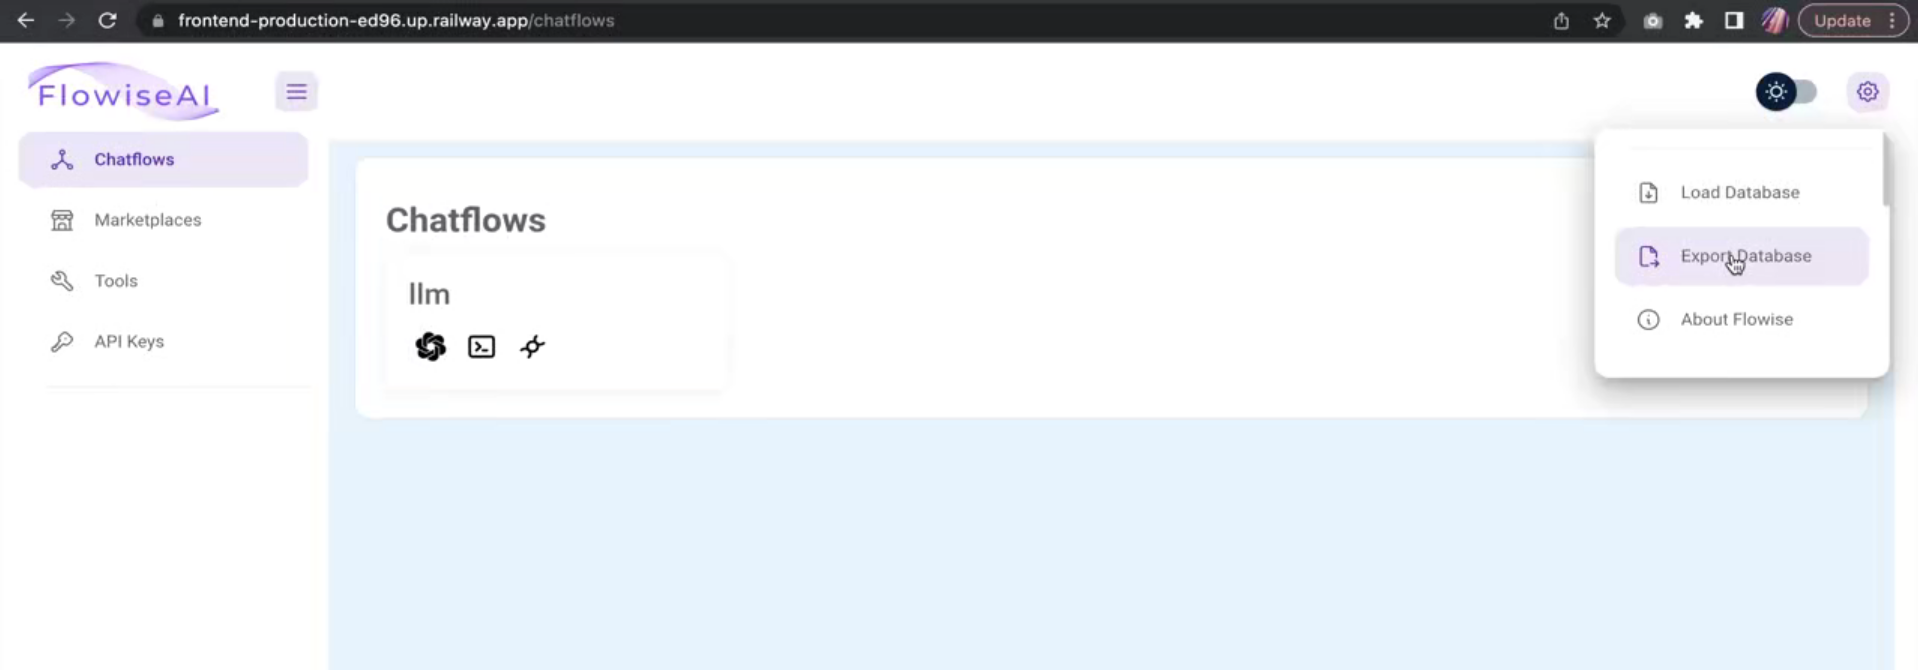 frontend-production-ed96.up.railway.app/chatflows
Update
FlowiseAI
Chatflows
Marketplaces
Tools
API Keys
Chatflows
llm
Load Database
Export Database
About Flowise